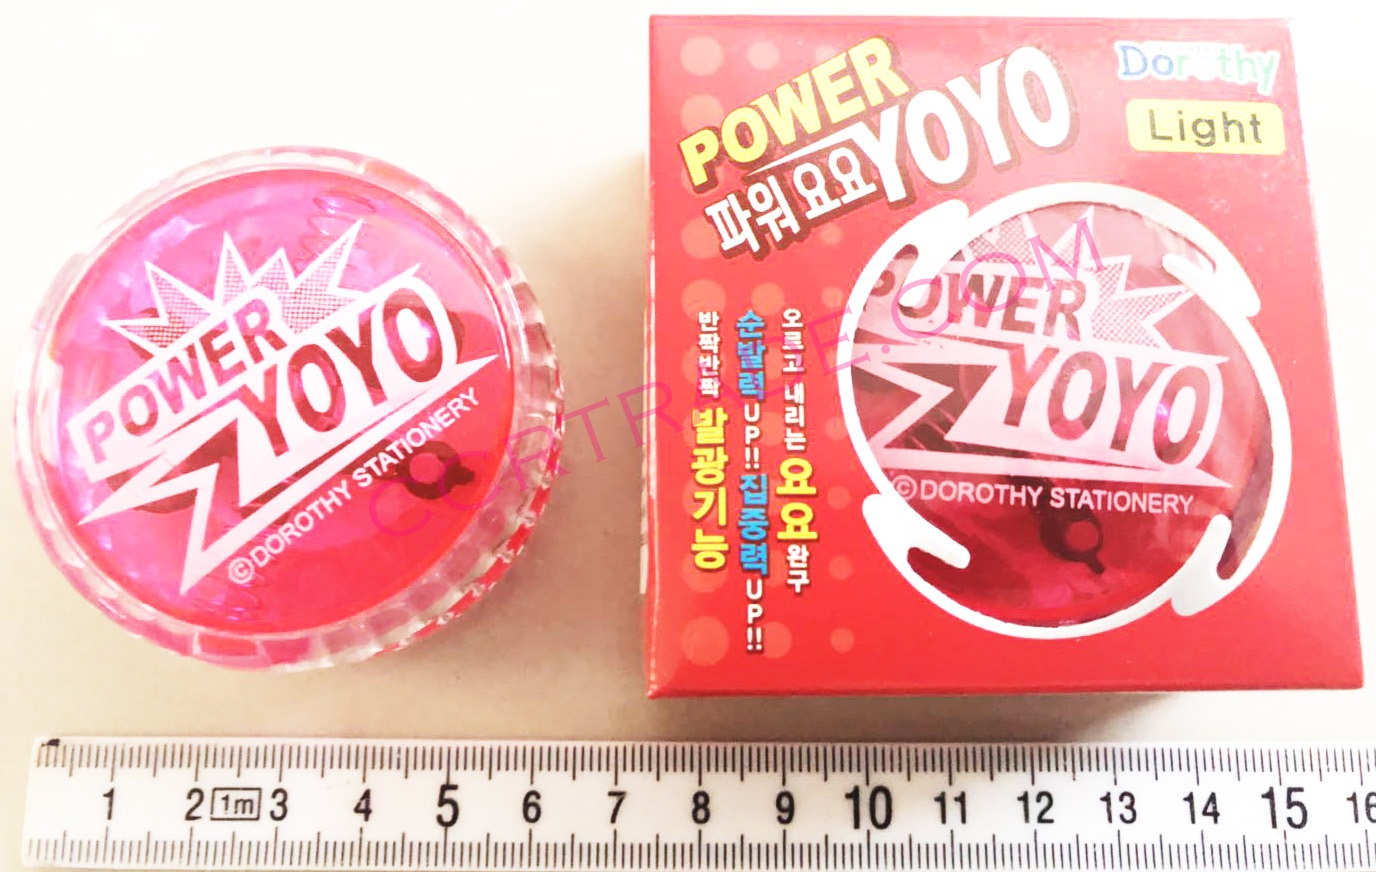 POWER
YOYO
©DOROTHY STATIONERY
POWER
YOYO
파워요요
Dorothy
Light
오르고 내리는 요요 완구
순발력 UP!! 집중력 UP!!
반짝반짝 발광기능
POWER
YOYO
©DOROTHY STATIONERY
CCRTRADE.COM
1 2 1m 3 4 5 6 7 8 9 10 11 12 13 14 15 16